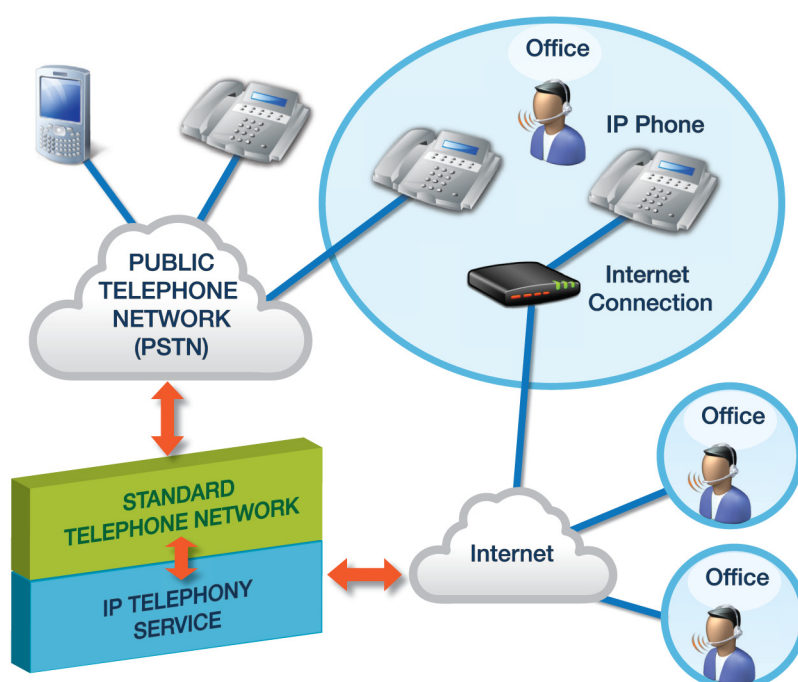 Office
IP Phone
PUBLIC
TELEPHONE
NETWORK
(PSTN)
Internet
Connection
STANDARD
TELEPHONE NETWORK
IP TELEPHONY
SERVICE
Internet
Office
Office